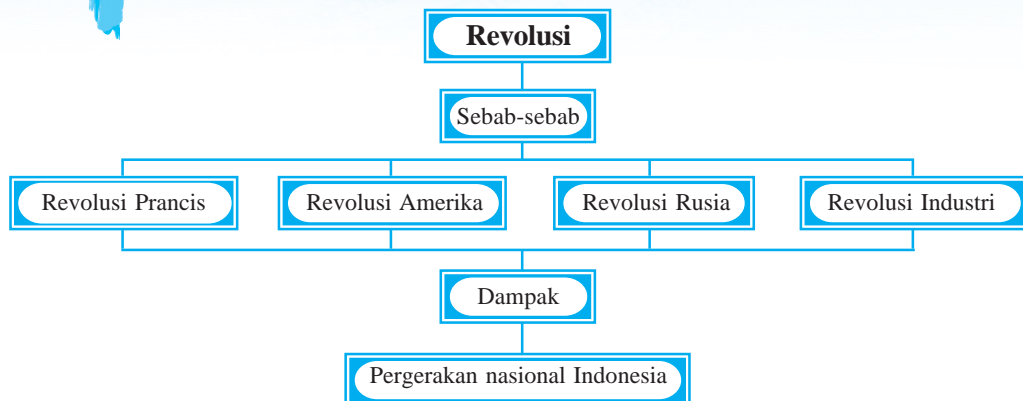 Revolusi
Sebab-sebab
Revolusi Prancis
Revolusi Amerika
Revolusi Rusia
Revolusi Industri
Dampak
Pergerakan nasional Indonesia